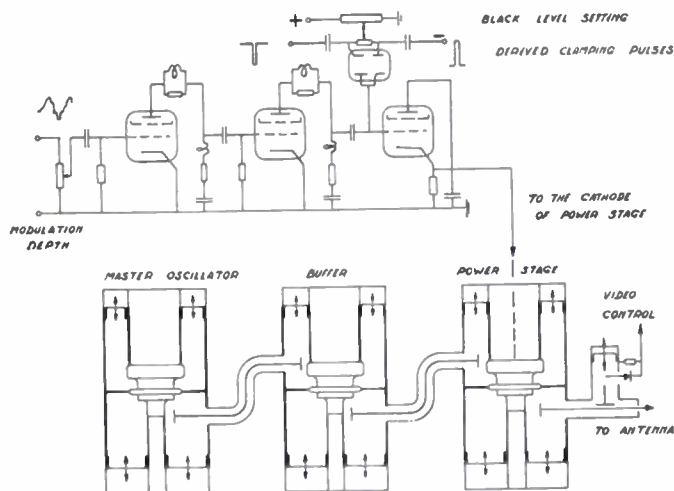 BLACK LEVEL SETTING
+
−
DERIVED CLAMPING PULSES
MODULATION
DEPTH
TO THE CATHODE
OF POWER STAGE
MASTER OSCILLATOR
BUFFER
POWER STAGE
VIDEO
CONTROL
TO ANTENNA